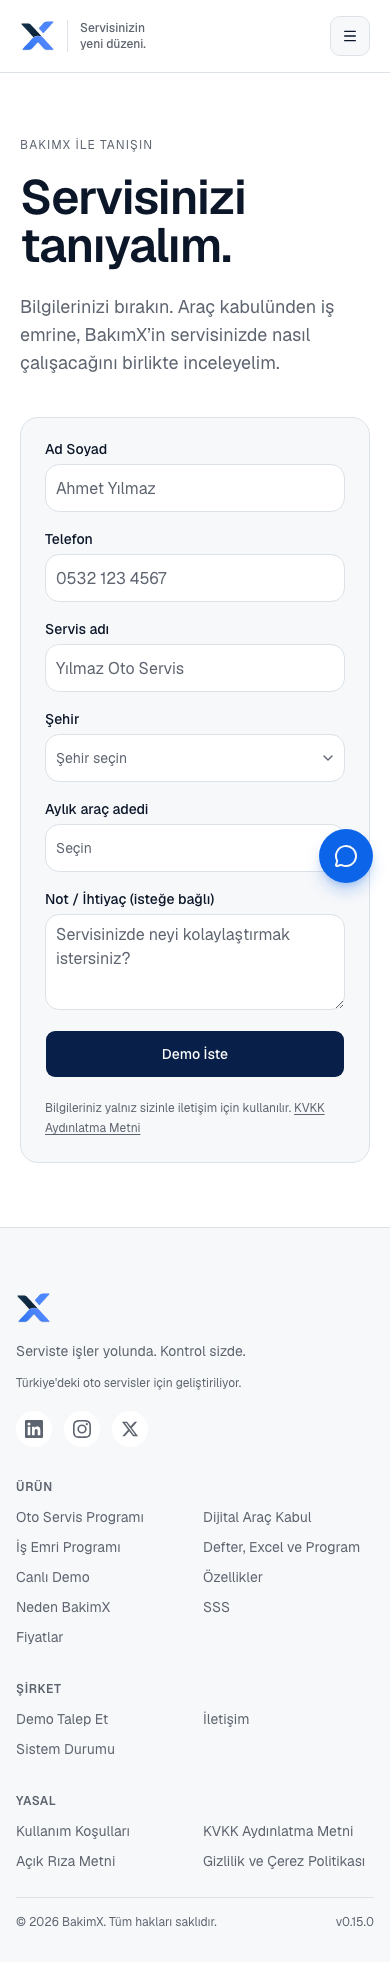 Servisinizin
yeni düzeni.
BAKIMX İLE TANIŞIN
Servisinizi
tanıyalım.
Bilgilerinizi bırakın. Araç kabulünden iş
emrine, BakımX’in servisinizde nasıl
çalışacağını birlikte inceleyelim.
Ad Soyad
Ahmet Yılmaz
Telefon
0532 123 4567
Servis adı
Yılmaz Oto Servis
Şehir
Şehir seçin
Aylık araç adedi
Seçin
Not / İhtiyaç (isteğe bağlı)
Servisinizde neyi kolaylaştırmak
istersiniz?
Demo İste
Bilgileriniz yalnız sizinle iletişim için kullanılır. KVKK
Aydınlatma Metni
Serviste işler yolunda. Kontrol sizde.
Türkiye'deki oto servisler için geliştiriliyor.
ÜRÜN
Oto Servis Programı
Dijital Araç Kabul
İş Emri Programı
Defter, Excel ve Program
Canlı Demo
Özellikler
Neden BakımX
SSS
Fiyatlar
ŞİRKET
Demo Talep Et
İletişim
Sistem Durumu
YASAL
Kullanım Koşulları
KVKK Aydınlatma Metni
Açık Rıza Metni
Gizlilik ve Çerez Politikası
© 2026 BakımX. Tüm hakları saklıdır.
v0.15.0